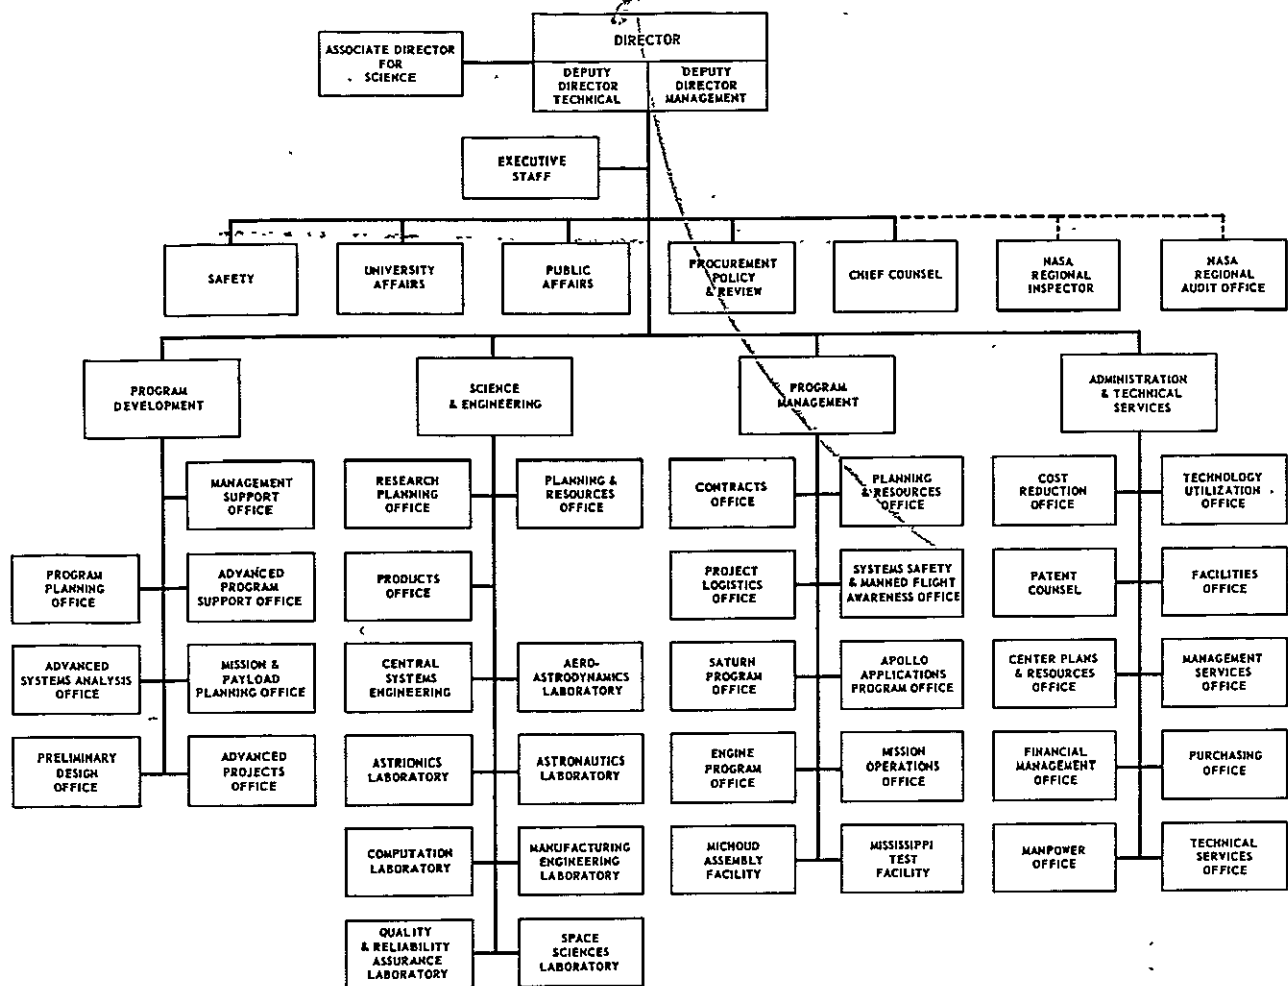 DIRECTOR
ASSOCIATE DIRECTOR
FOR
SCIENCE
DEPUTY
DIRECTOR
TECHNICAL
DEPUTY
DIRECTOR
MANAGEMENT
EXECUTIVE
STAFF
SAFETY
UNIVERSITY
AFFAIRS
PUBLIC
AFFAIRS
PROCUREMENT
POLICY
& REVIEW
CHIEF COUNSEL
NASA
REGIONAL
INSPECTOR
NASA
REGIONAL
AUDIT OFFICE
PROGRAM
DEVELOPMENT
SCIENCE
& ENGINEERING
PROGRAM
MANAGEMENT
ADMINISTRATION
& TECHNICAL
SERVICES
MANAGEMENT
SUPPORT
OFFICE
PROGRAM
PLANNING
OFFICE
ADVANCED
PROGRAM
SUPPORT OFFICE
ADVANCED
SYSTEMS ANALYSIS
OFFICE
MISSION &
PAYLOAD
PLANNING OFFICE
PRELIMINARY
DESIGN
OFFICE
ADVANCED
PROJECTS
OFFICE
RESEARCH
PLANNING
OFFICE
PLANNING &
RESOURCES
OFFICE
PRODUCTS
OFFICE
CENTRAL
SYSTEMS
ENGINEERING
AERO-
ASTRODYNAMICS
LABORATORY
ASTRIONICS
LABORATORY
ASTRONAUTICS
LABORATORY
COMPUTATION
LABORATORY
MANUFACTURING
ENGINEERING
LABORATORY
QUALITY
& RELIABILITY
ASSURANCE
LABORATORY
SPACE
SCIENCES
LABORATORY
CONTRACTS
OFFICE
PLANNING
& RESOURCES
OFFICE
PROJECT
LOGISTICS
OFFICE
SYSTEMS SAFETY
& MANNED FLIGHT
AWARENESS OFFICE
SATURN
PROGRAM
OFFICE
APOLLO
APPLICATIONS
PROGRAM OFFICE
ENGINE
PROGRAM
OFFICE
MISSION
OPERATIONS
OFFICE
MICHOUD
ASSEMBLY
FACILITY
MISSISSIPPI
TEST
FACILITY
COST
REDUCTION
OFFICE
TECHNOLOGY
UTILIZATION
OFFICE
PATENT
COUNSEL
FACILITIES
OFFICE
CENTER PLANS
& RESOURCES
OFFICE
MANAGEMENT
SERVICES
OFFICE
FINANCIAL
MANAGEMENT
OFFICE
PURCHASING
OFFICE
MANPOWER
OFFICE
TECHNICAL
SERVICES
OFFICE